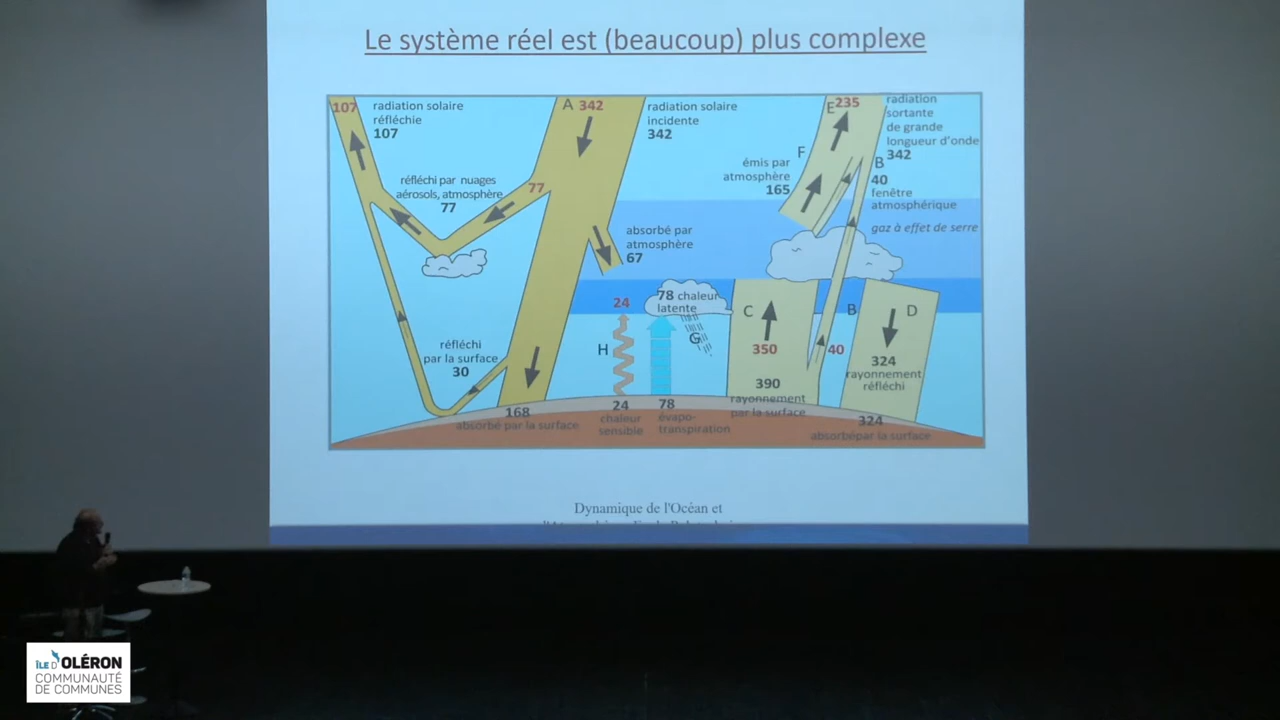 Le système réel est (beaucoup) plus complexe
107
radiation solaire
réfléchie
107
A 342
radiation solaire
incidente
342
E 235
radiation
sortante
de grande
longueur d'onde
342
F
émis par
atmosphère
165
B
40
fenêtre
atmosphérique
gaz à effet de serre
réfléchi par nuages
aérosols, atmosphère
77
77
absorbé par
atmosphère
67
24
78 chaleur
latente
G
H
C
350
B
40
D
324
rayonnement
réfléchi
réfléchi
par la surface
30
390
rayonnement
par la surface
168
absorbé par la surface
24
chaleur
sensible
78
évapo-
transpiration
324
absorbépar la surface
Dynamique de l'Océan et
ÎLE D'OLÉRON
COMMUNAUTÉ
DE COMMUNES